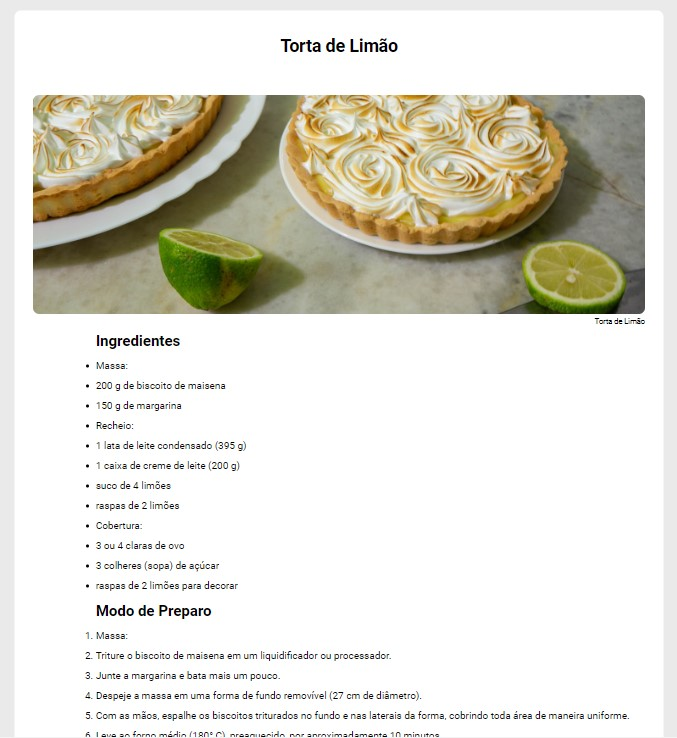 Torta de Limão
Torta de Limão
Ingredientes
• Massa:
• 200 g de biscoito de maisena
• 150 g de margarina
• Recheio:
• 1 lata de leite condensado (395 g)
• 1 caixa de creme de leite (200 g)
• suco de 4 limões
• raspas de 2 limões
• Cobertura:
• 3 ou 4 claras de ovo
• 3 colheres (sopa) de açúcar
• raspas de 2 limões para decorar
Modo de Preparo
1. Massa:
2. Triture o biscoito de maisena em um liquidificador ou processador.
3. Junte a margarina e bata mais um pouco.
4. Despeje a massa em uma forma de fundo removível (27 cm de diâmetro).
5. Com as mãos, espalhe os biscoitos triturados no fundo e nas laterais da forma, cobrindo toda área de maneira uniforme.
6. Leve ao forno médio (180° C), preaquecido, por aproximadamente 10 minutos.